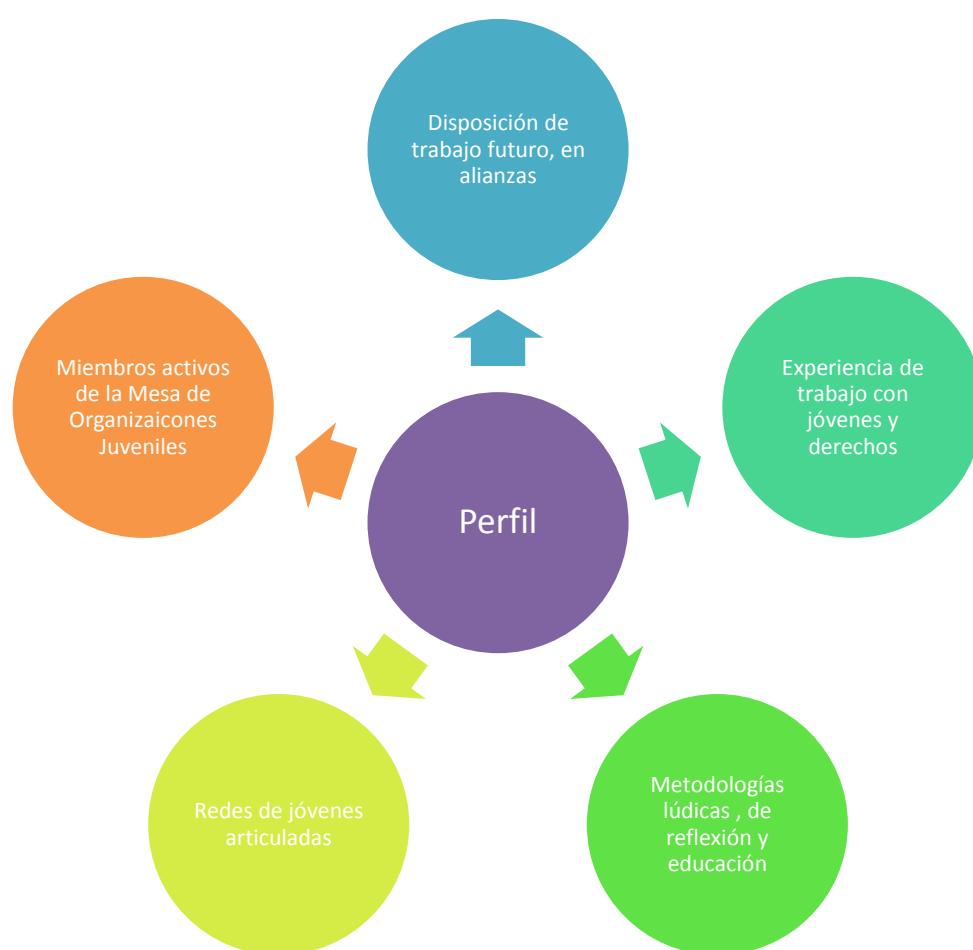 Disposición de
trabajo futuro, en
alianzas
Miembros activos
de la Mesa de
Organizaicones
Juveniles
Experiencia de
trabajo con
jóvenes y
derechos
Perfil
Redes de jóvenes
articuladas
Metodologías
lúdicas , de
reflexión y
educación